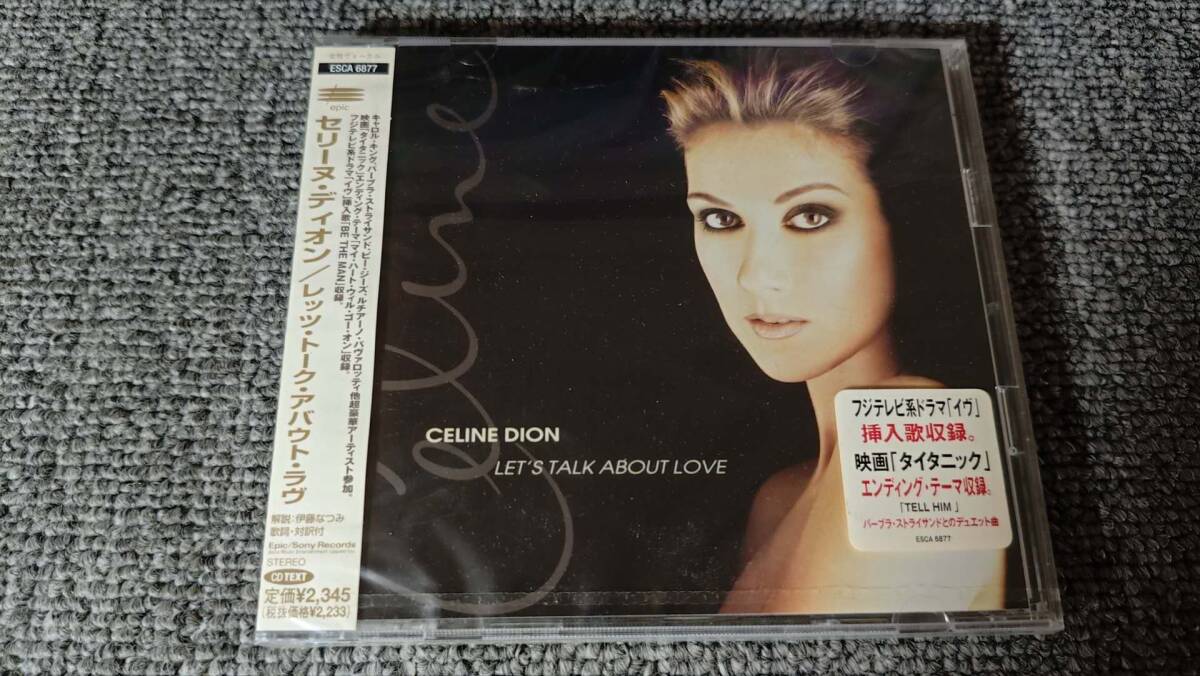 ESCA 6877
epic
セリーヌ・ディオン／レッツ・トーク・アバウト・ラヴ
キャロル・キング、バーブラ・ストライサンド、ビー・ジーズ、ルチアーノ・パヴァロッティ他超豪華アーティスト参加。
映画「タイタニック」エンディング・テーマ「マイ・ハート・ウィル・ゴー・オン」収録。
フジテレビ系ドラマ「イヴ」挿入歌「BE THE MAN」収録。
解説：伊藤なつみ
歌詞・対訳付
Epic/Sony Records
STEREO
CD TEXT
定価¥2,345
(税抜価格¥2,233)
Celine
CELINE DION
LET'S TALK ABOUT LOVE
フジテレビ系ドラマ「イヴ」
挿入歌収録。
映画「タイタニック」
エンディング・テーマ収録。
「TELL HIM」
バーブラ・ストライサンドとのデュエット曲
ESCA 6877